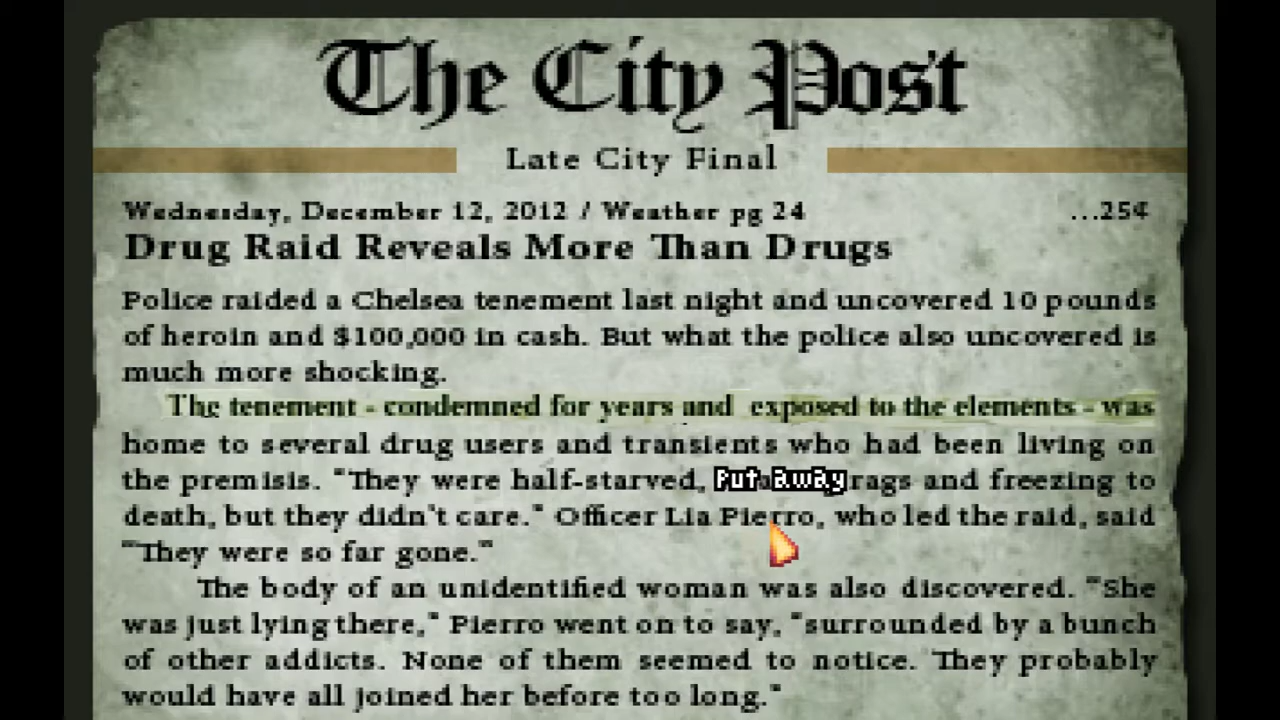 The City Post
Late City Final
Wednesday, December 12, 2012 / Weather pg 24 ...25¢
Drug Raid Reveals More Than Drugs
Police raided a Chelsea tenement last night and uncovered 10 pounds
of heroin and $100,000 in cash. But what the police also uncovered is
much more shocking.
The tenement - condemned for years and exposed to the elements - was
home to several drug users and transients who had been living on
the premisis. "They were half-starved, Put away rags and freezing to
death, but they didn't care." Officer Lia Pierro, who led the raid, said
"They were so far gone."
The body of an unidentified woman was also discovered. "She
was just lying there," Pierro went on to say, "surrounded by a bunch
of other addicts. None of them seemed to notice. They probably
would have all joined her before too long."